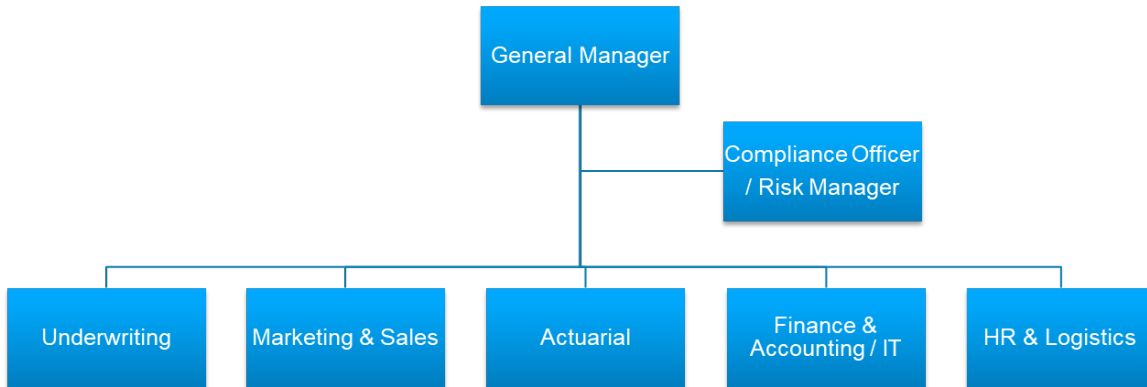 General Manager
Compliance Officer
/ Risk Manager
Underwriting
Marketing & Sales
Actuarial
Finance &
Accounting / IT
HR & Logistics